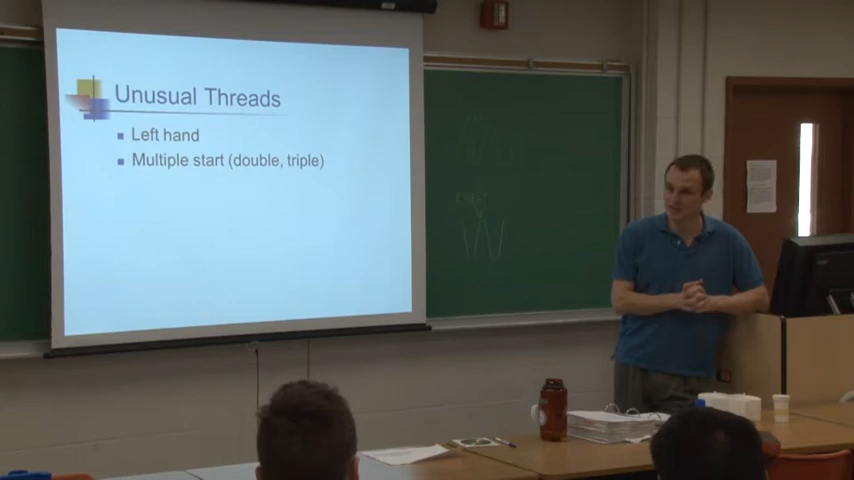 Unusual Threads
Left hand
Multiple start (double, triple)